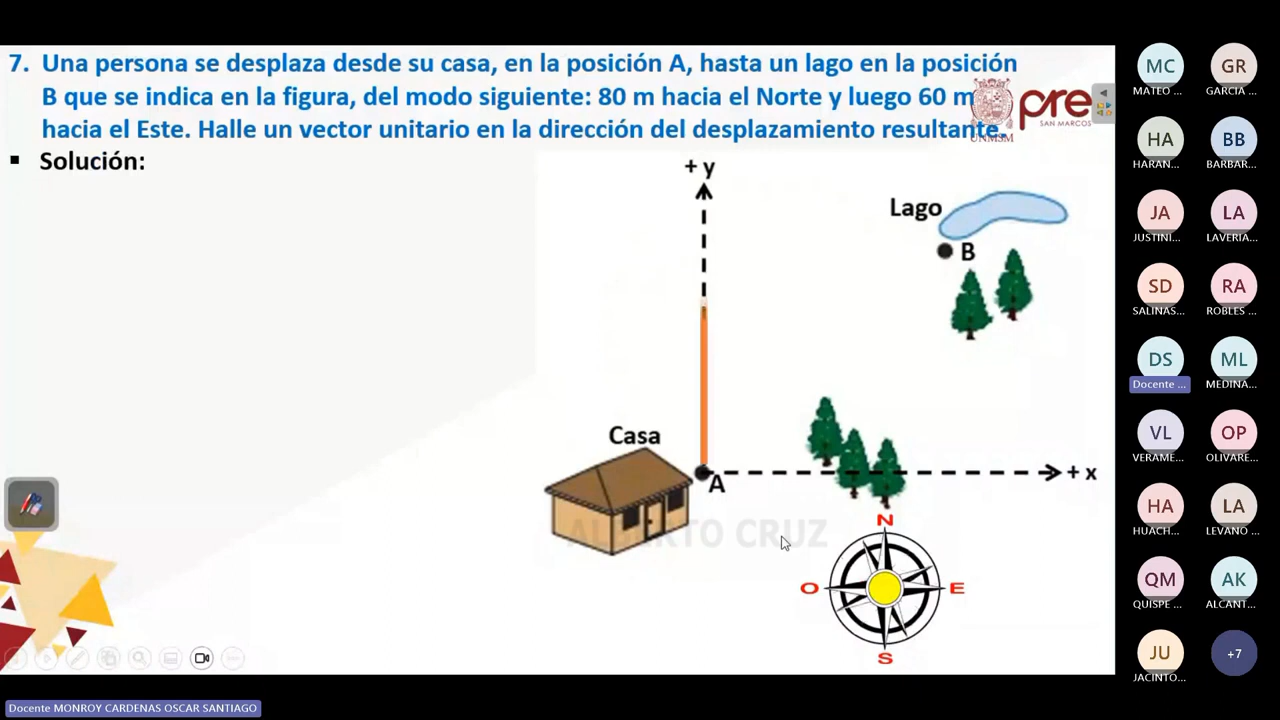 7. Una persona se desplaza desde su casa, en la posición A, hasta un lago en la posición
B que se indica en la figura, del modo siguiente: 80 m hacia el Norte y luego 60 m
hacia el Este. Halle un vector unitario en la dirección del desplazamiento resultante.
UNMSM
pre
SAN MARCOS
▪ Solución:
+ y
Lago
B
Casa
A
+ x
ALBERTO CRUZ
N
O
E
S
MC
MATEO ...
GR
GARCIA ...
HA
HARAN...
BB
BARBAR...
JA
JUSTINI...
LA
LAVERIA...
SD
SALINAS...
RA
ROBLES ...
DS
Docente ...
ML
MEDINA...
VL
VERAME...
OP
OLIVARE...
HA
HUACH...
LA
LEVANO ...
QM
QUISPE ...
AK
ALCANT...
JU
JACINTO...
+7
Docente MONROY CARDENAS OSCAR SANTIAGO